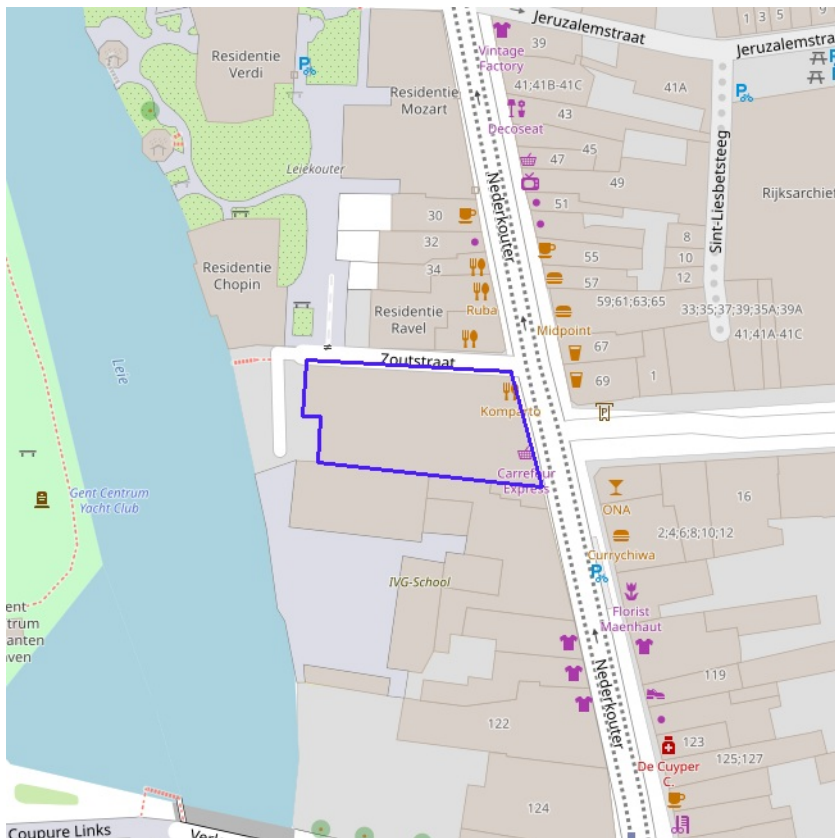 Jeruzalemstraat
1 3 5
9
Jeruzalemstra
Residentie
Verdi
P
39
Vintage
Factory
41;41B-41C
41A
Residentie
Mozart
43
Decoseat
P
45
47
Leiekouter
49
Nederkouter
51
Sint-Liesbetsteeg
Rijksarchief
30
32
8
10
12
55
34
57
Residentie
Chopin
59;61;63;65
33;35;37;39;35A;39A
Ruba
Residentie
Ravel
Midpoint
41;41A-41C
67
Zoutstraat
69
1
Leie
Komparto
P
Carrefour
Express
Gent Centrum
Yacht Club
ONA
16
2;4;6;8;10;12
Currychiwa
P
IVG-School
Florist
Maenhaut
ent
trum
anten
ven
Nederkouter
119
122
123
De Cuyper
C.
125;127
124
Coupure Links
Verl